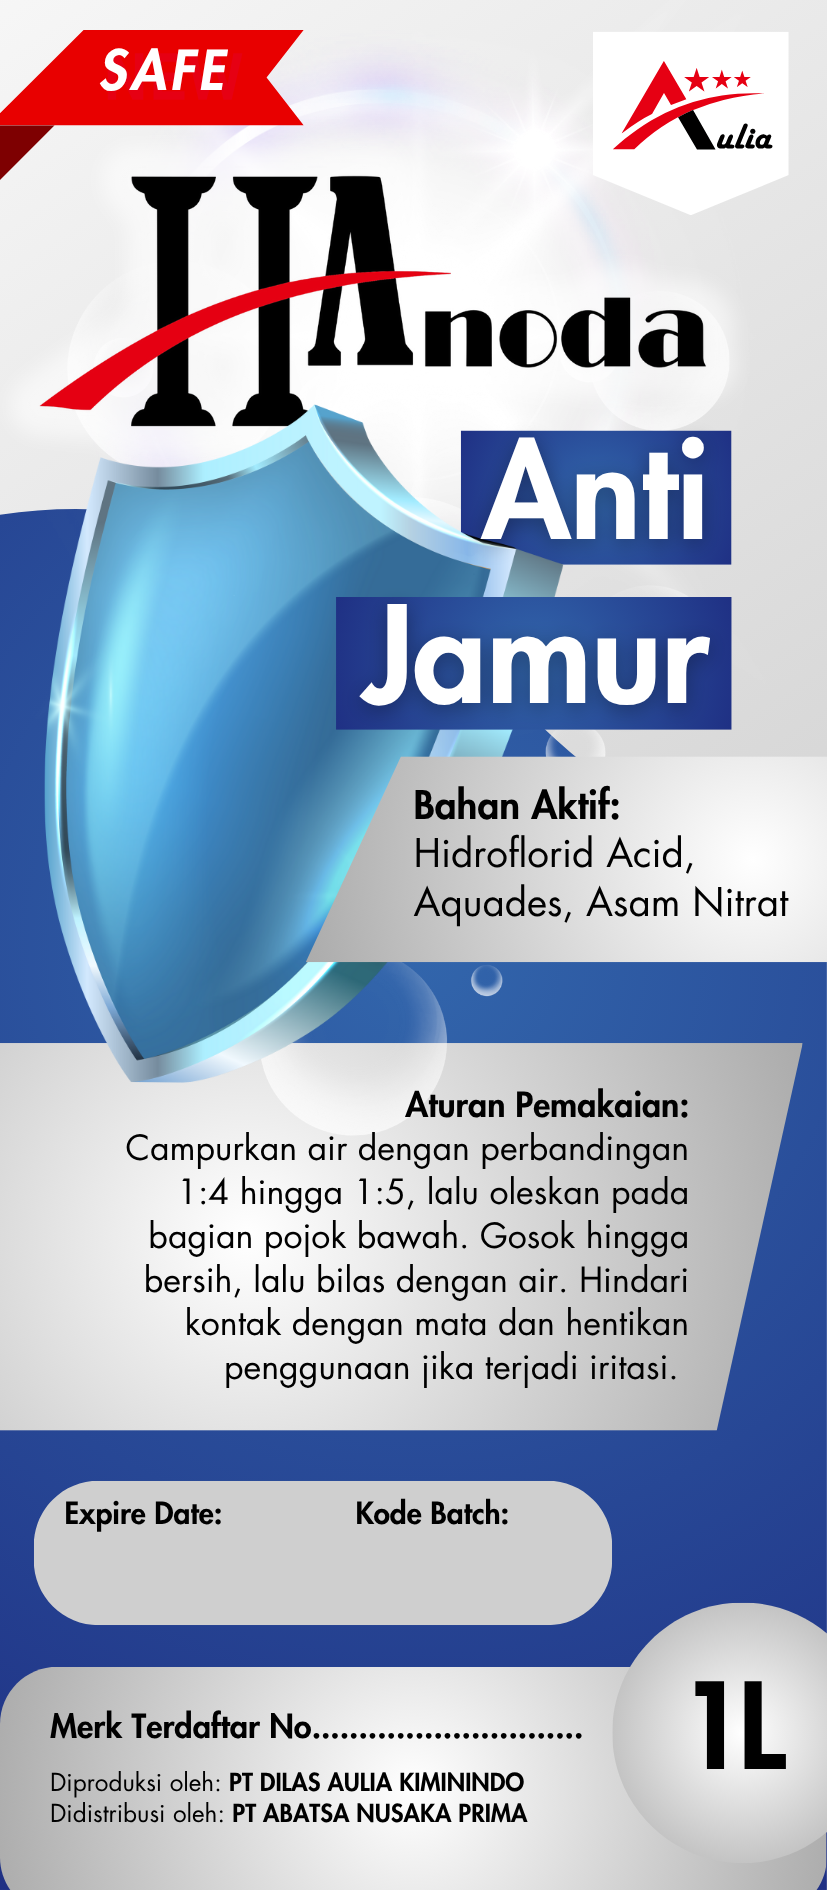 SAFE
Aulia
HAnoda
Anti
Jamur
Bahan Aktif:
Hidroflorid Acid,
Aquades, Asam Nitrat
Aturan Pemakaian:
Campurkan air dengan perbandingan
1:4 hingga 1:5, lalu oleskan pada
bagian pojok bawah. Gosok hingga
bersih, lalu bilas dengan air. Hindari
kontak dengan mata dan hentikan
penggunaan jika terjadi iritasi.
Expire Date: Kode Batch:
1L
Merk Terdaftar No.............................
Diproduksi oleh: PT DILAS AULIA KIMININDO
Didistribusi oleh: PT ABATSA NUSAKA PRIMA